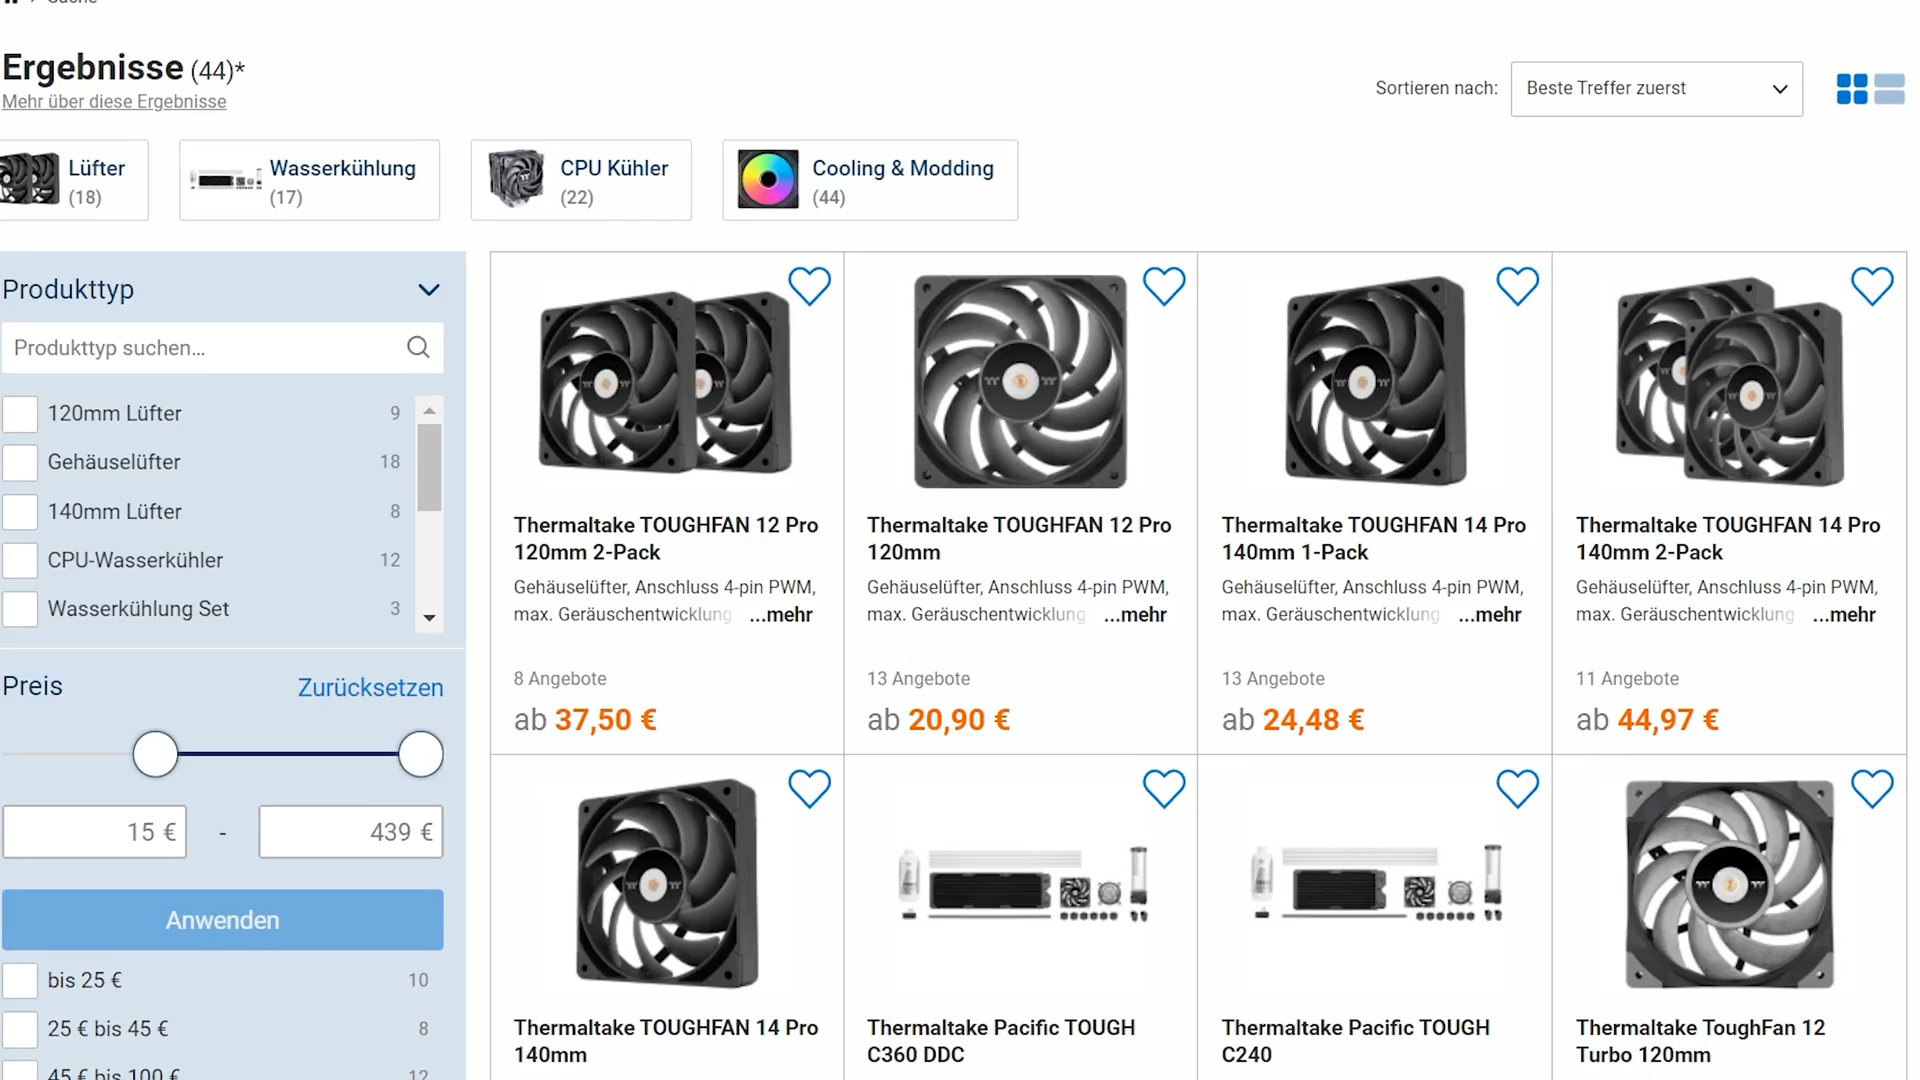 Suche
Ergebnisse (44)*
Mehr über diese Ergebnisse
Sortieren nach:
Beste Treffer zuerst
Lüfter
(18)
Wasserkühlung
(17)
CPU Kühler
(22)
Cooling & Modding
(44)
Produkttyp
Produkttyp suchen...
120mm Lüfter 9
Gehäuselüfter 18
140mm Lüfter 8
CPU-Wasserkühler 12
Wasserkühlung Set 3
Preis Zurücksetzen
15 € - 439 €
Anwenden
bis 25 € 10
25 € bis 45 € 8
45 € bis 100 € 12
Thermaltake TOUGHFAN 12 Pro
120mm 2-Pack
Gehäuselüfter, Anschluss 4-pin PWM,
max. Geräuschentwicklung ...mehr
8 Angebote
ab 37,50 €
Thermaltake TOUGHFAN 12 Pro
120mm
Gehäuselüfter, Anschluss 4-pin PWM,
max. Geräuschentwicklung ...mehr
13 Angebote
ab 20,90 €
Thermaltake TOUGHFAN 14 Pro
140mm 1-Pack
Gehäuselüfter, Anschluss 4-pin PWM,
max. Geräuschentwicklung ...mehr
13 Angebote
ab 24,48 €
Thermaltake TOUGHFAN 14 Pro
140mm 2-Pack
Gehäuselüfter, Anschluss 4-pin PWM,
max. Geräuschentwicklung ...mehr
11 Angebote
ab 44,97 €
Thermaltake TOUGHFAN 14 Pro
140mm
Thermaltake Pacific TOUGH
C360 DDC
Thermaltake Pacific TOUGH
C240
Thermaltake ToughFan 12
Turbo 120mm